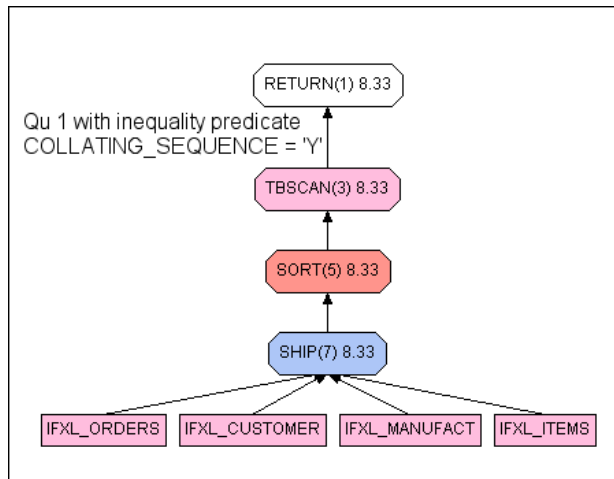 RETURN(1) 8.33
Qu 1 with inequality predicate
COLLATING_SEQUENCE = 'Y'
TBSCAN(3) 8.33
SORT(5) 8.33
SHIP(7) 8.33
IFXL_ORDERS
IFXL_CUSTOMER
IFXL_MANUFACT
IFXL_ITEMS